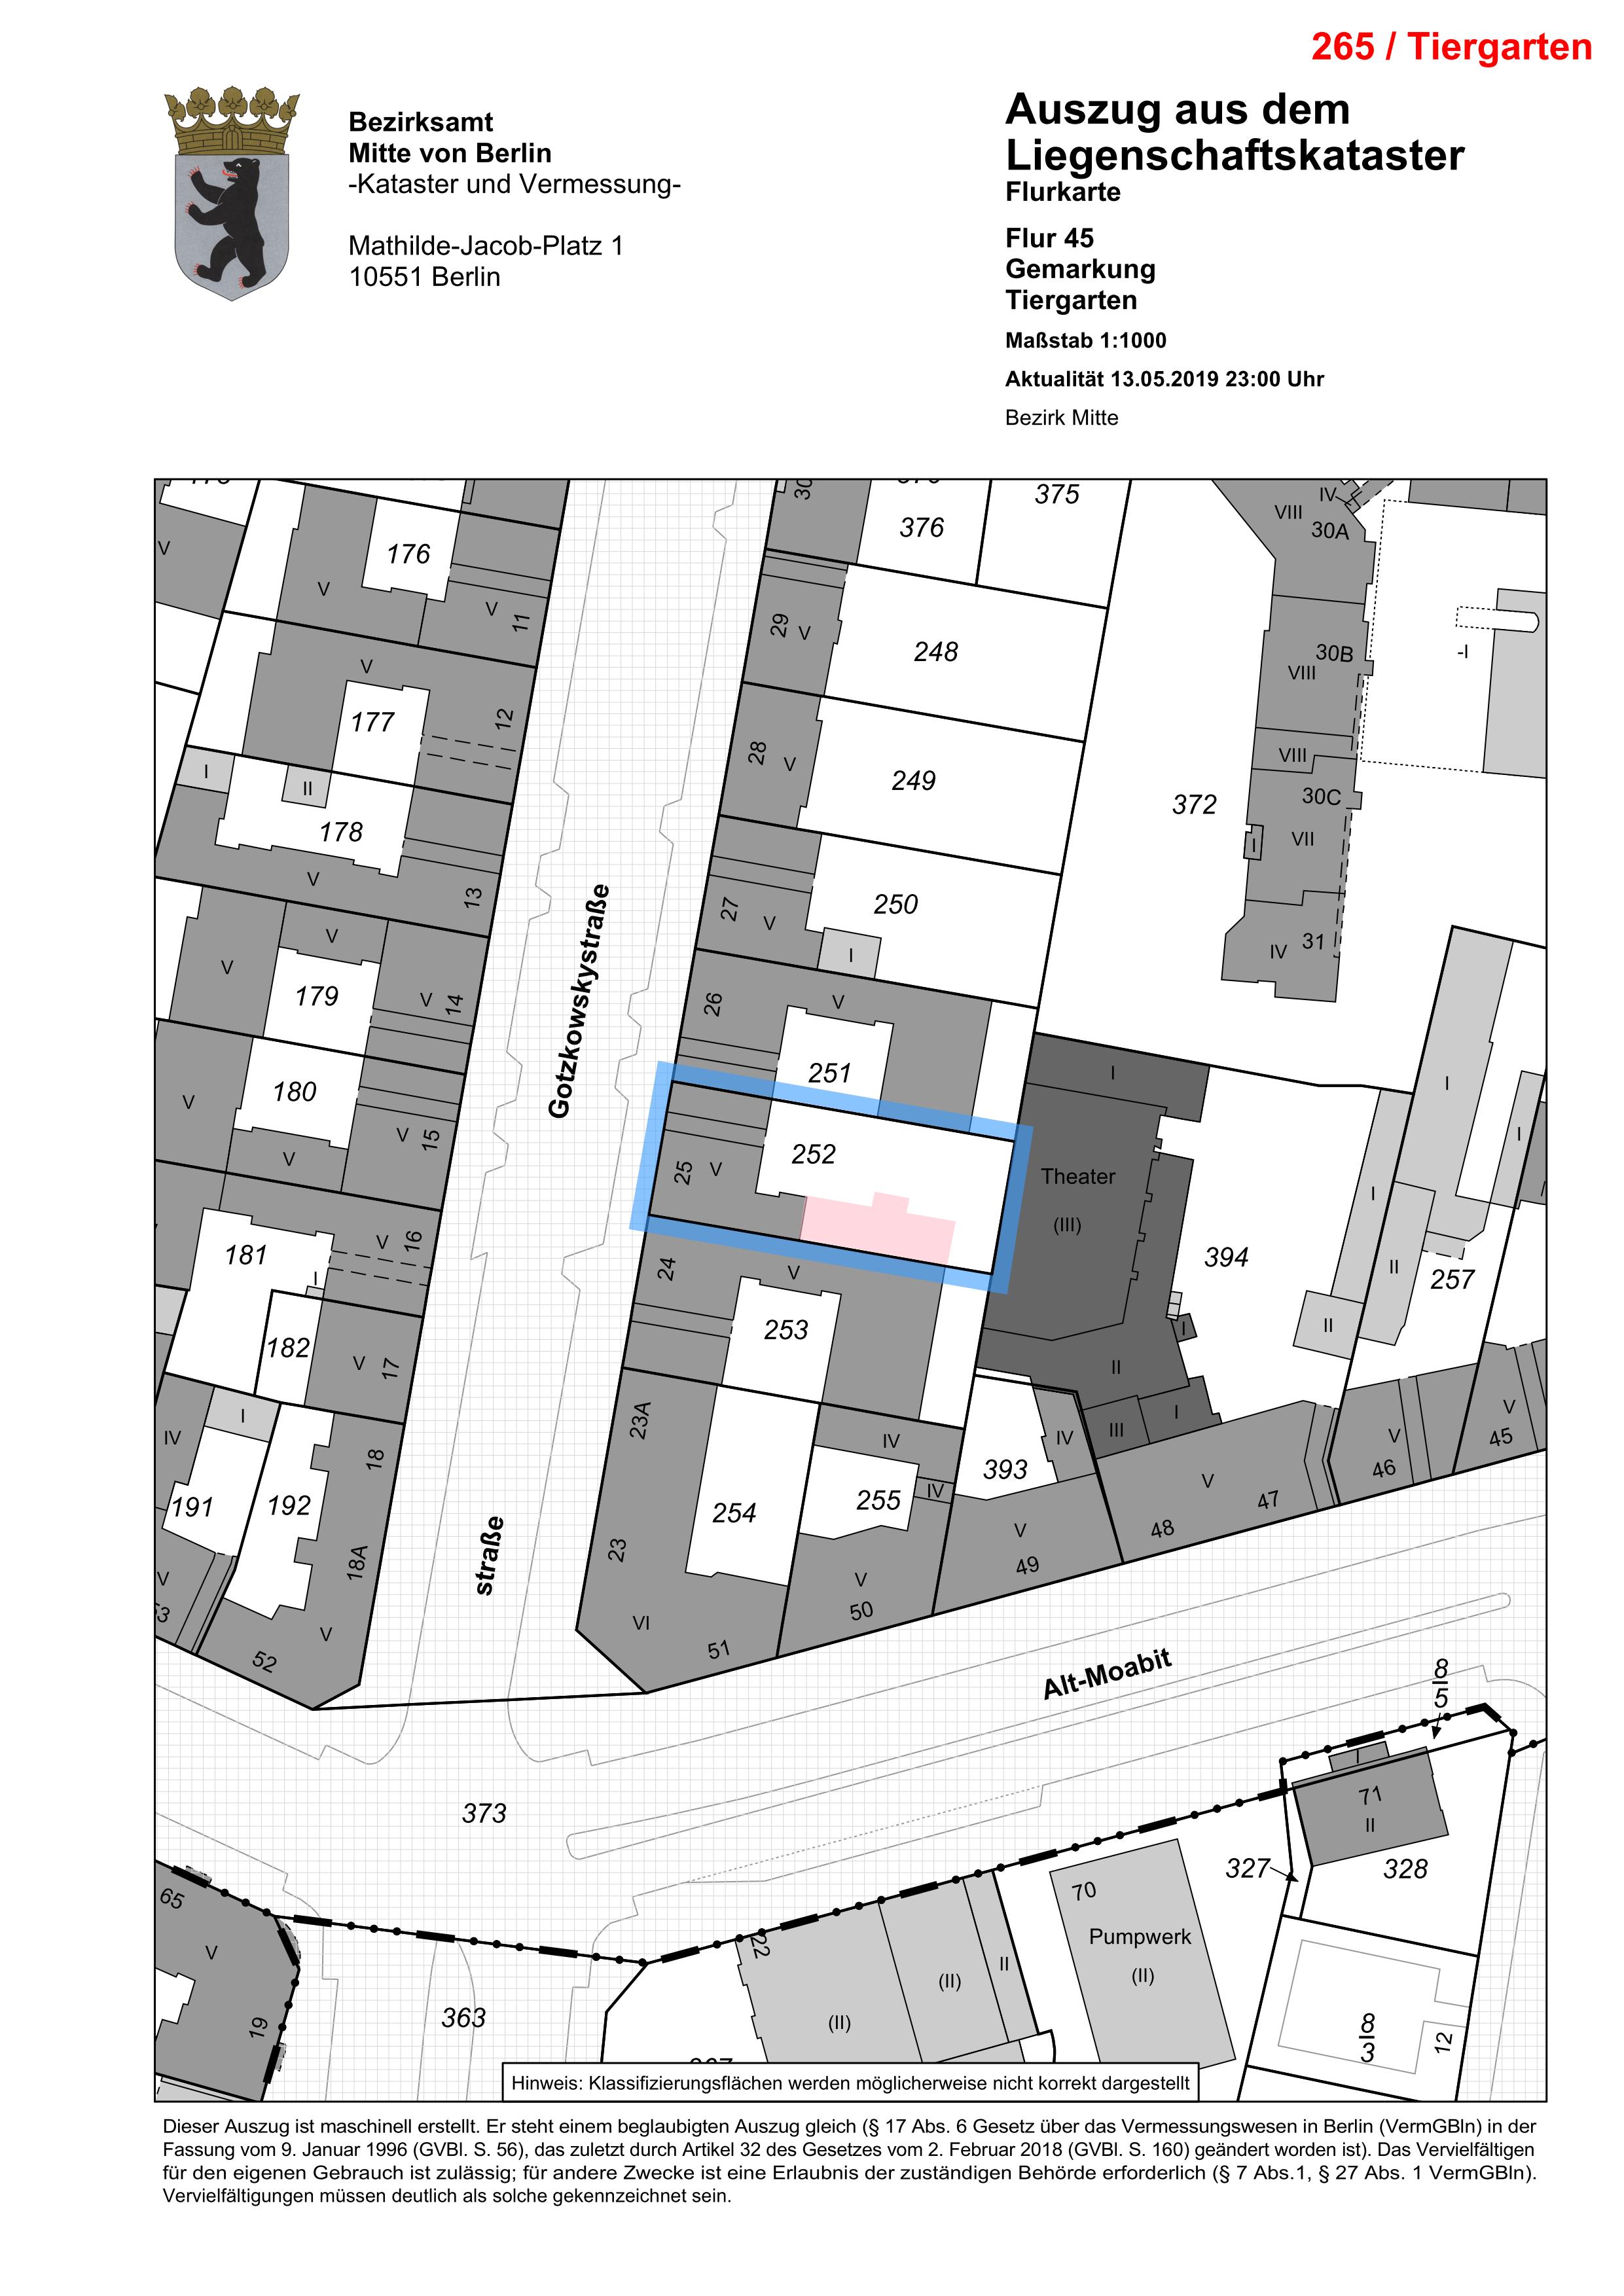 265 / Tiergarten
Bezirksamt
Mitte von Berlin
-Kataster und Vermessung-
Mathilde-Jacob-Platz 1
10551 Berlin
Auszug aus dem
Liegenschaftskataster
Flurkarte
Flur 45
Gemarkung
Tiergarten
Maßstab 1:1000
Aktualität 13.05.2019 23:00 Uhr
Bezirk Mitte
30
376
375
VIII
IV
30A
V
176
V
V
11
29
V
248
30B
VIII
-I
V
177
12
28
V
249
VIII
I
II
178
30C
372
VII
I
V
13
27
V
250
I
31
IV
V
V
179
V
14
Gotzkowskystraße
26
V
251
I
I
180
V
V
15
V
25
V
252
Theater
(III)
I
I
181
V
16
I
24
V
394
II
257
182
V
17
253
I
II
II
IV
I
18
23A
IV
IV
III
I
V
45
191
192
254
255
IV
393
V
46
straße
18A
23
V
47
48
V
V
49
V
50
V
VI
51
52
Alt-Moabit
8
5
I
71
II
373
327
328
65
V
22
70
Pumpwerk
(II)
II
(II)
(II)
19
363
8
3
12
Hinweis: Klassifizierungsflächen werden möglicherweise nicht korrekt dargestellt
Dieser Auszug ist maschinell erstellt. Er steht einem beglaubigten Auszug gleich (§ 17 Abs. 6 Gesetz über das Vermessungswesen in Berlin (VermGBln) in der
Fassung vom 9. Januar 1996 (GVBl. S. 56), das zuletzt durch Artikel 32 des Gesetzes vom 2. Februar 2018 (GVBl. S. 160) geändert worden ist). Das Vervielfältigen
für den eigenen Gebrauch ist zulässig; für andere Zwecke ist eine Erlaubnis der zuständigen Behörde erforderlich (§ 7 Abs.1, § 27 Abs. 1 VermGBln).
Vervielfältigungen müssen deutlich als solche gekennzeichnet sein.